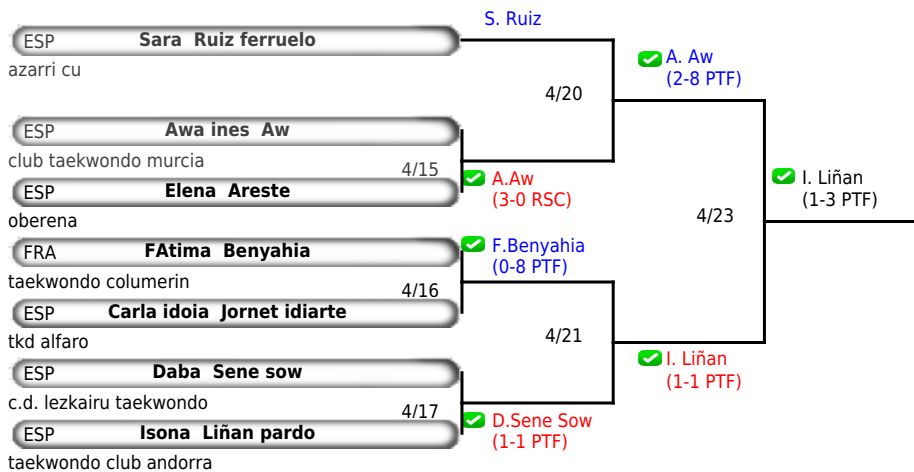 S. Ruiz
ESP Sara Ruiz ferruelo
azarri cu
A. Aw
(2-8 PTF)
4/20
ESP Awa ines Aw
club taekwondo murcia
4/15
ESP Elena Areste
oberena
A.Aw
(3-0 RSC)
I. Liñan
(1-3 PTF)
4/23
FRA FAtima Benyahia
taekwondo columerin
F.Benyahia
(0-8 PTF)
4/16
ESP Carla idoia Jornet idiarte
tkd alfaro
4/21
I. Liñan
(1-1 PTF)
ESP Daba Sene sow
c.d. lezkairu taekwondo
4/17
ESP Isona Liñan pardo
taekwondo club andorra
D.Sene Sow
(1-1 PTF)